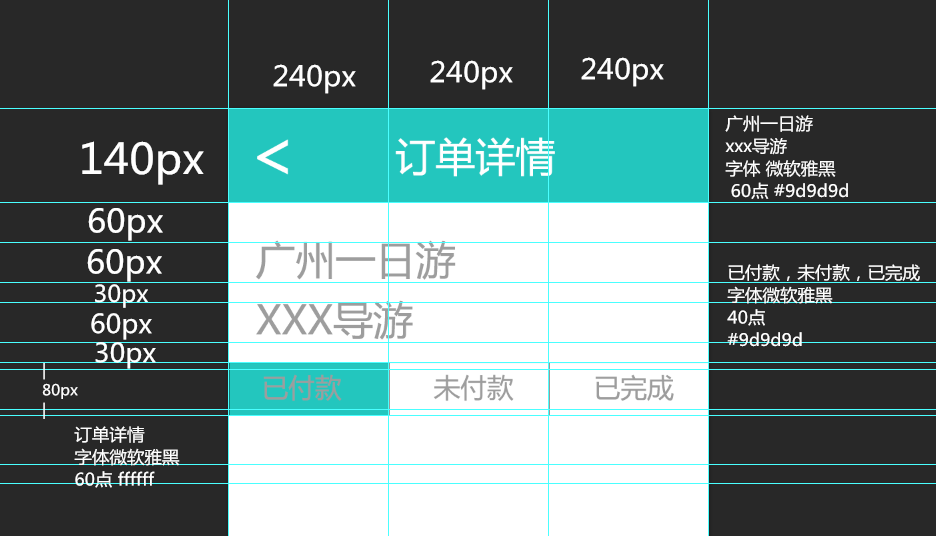 240px 240px 240px
140px
<
订单详情
广州一日游
xxx导游
字体 微软雅黑
60点 #9d9d9d
60px
60px
广州一日游
30px
60px
XXX导游
30px
已付款，未付款，已完成
字体微软雅黑
40点
#9d9d9d
80px
已付款 未付款 已完成
订单详情
字体微软雅黑
60点 ffffff